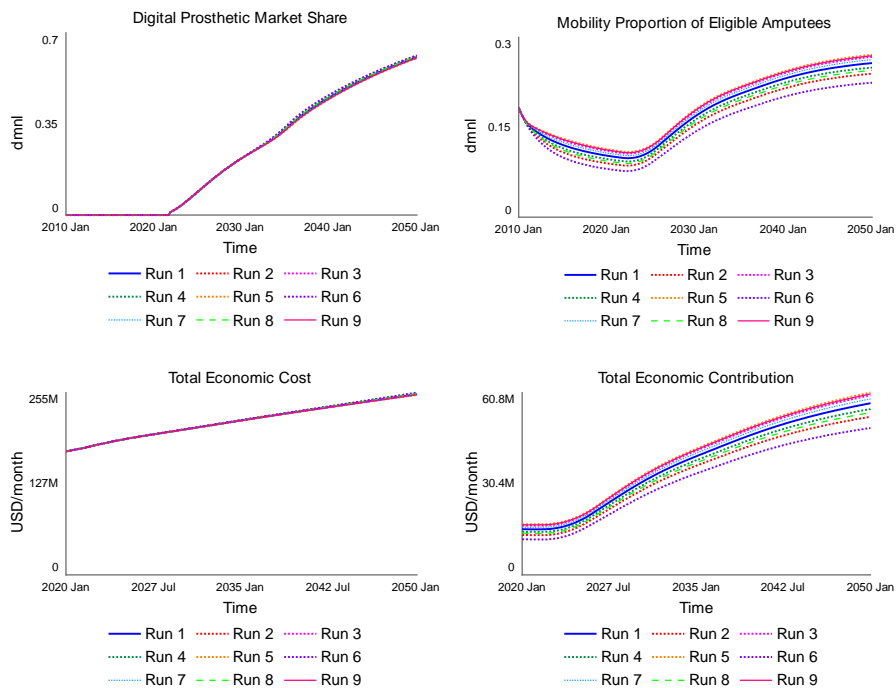 Digital Prosthetic Market Share
0.7
0.35
0
dmnl
2010 Jan 2020 Jan 2030 Jan 2040 Jan 2050 Jan
Time
Run 1 Run 2 Run 3
Run 4 Run 5 Run 6
Run 7 Run 8 Run 9
Mobility Proportion of Eligible Amputees
0.3
0.15
0
dmnl
2010 Jan 2020 Jan 2030 Jan 2040 Jan 2050 Jan
Time
Run 1 Run 2 Run 3
Run 4 Run 5 Run 6
Run 7 Run 8 Run 9
Total Economic Cost
255M
127M
0
USD/month
2020 Jan 2027 Jul 2035 Jan 2042 Jul 2050 Jan
Time
Run 1 Run 2 Run 3
Run 4 Run 5 Run 6
Run 7 Run 8 Run 9
Total Economic Contribution
60.8M
30.4M
0
USD/month
2020 Jan 2027 Jul 2035 Jan 2042 Jul 2050 Jan
Time
Run 1 Run 2 Run 3
Run 4 Run 5 Run 6
Run 7 Run 8 Run 9